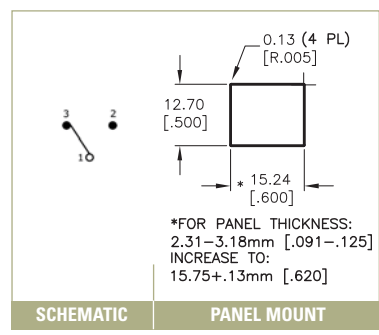 0.13 (4 PL)
[R.005]
12.70
[.500]
3 2
1
* 15.24
[.600]
*FOR PANEL THICKNESS:
2.31–3.18mm [.091–.125]
INCREASE TO:
15.75+.13mm [.620]
SCHEMATIC PANEL MOUNT